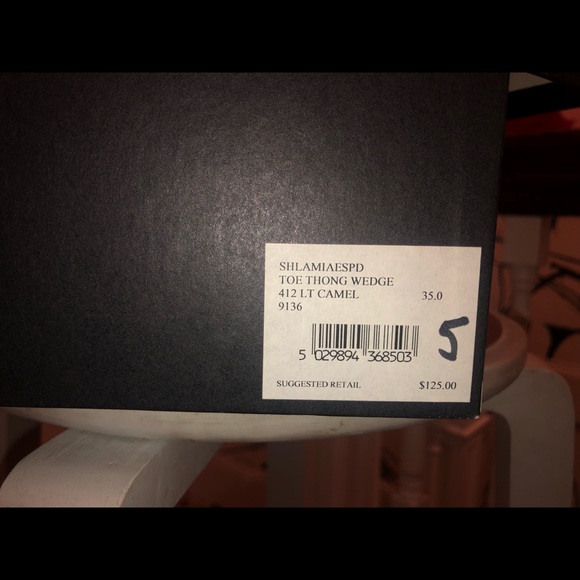 SHLAMIAESPD
TOE THONG WEDGE
412 LT CAMEL 35.0
9136
5 029894 368503
5
SUGGESTED RETAIL $125.00